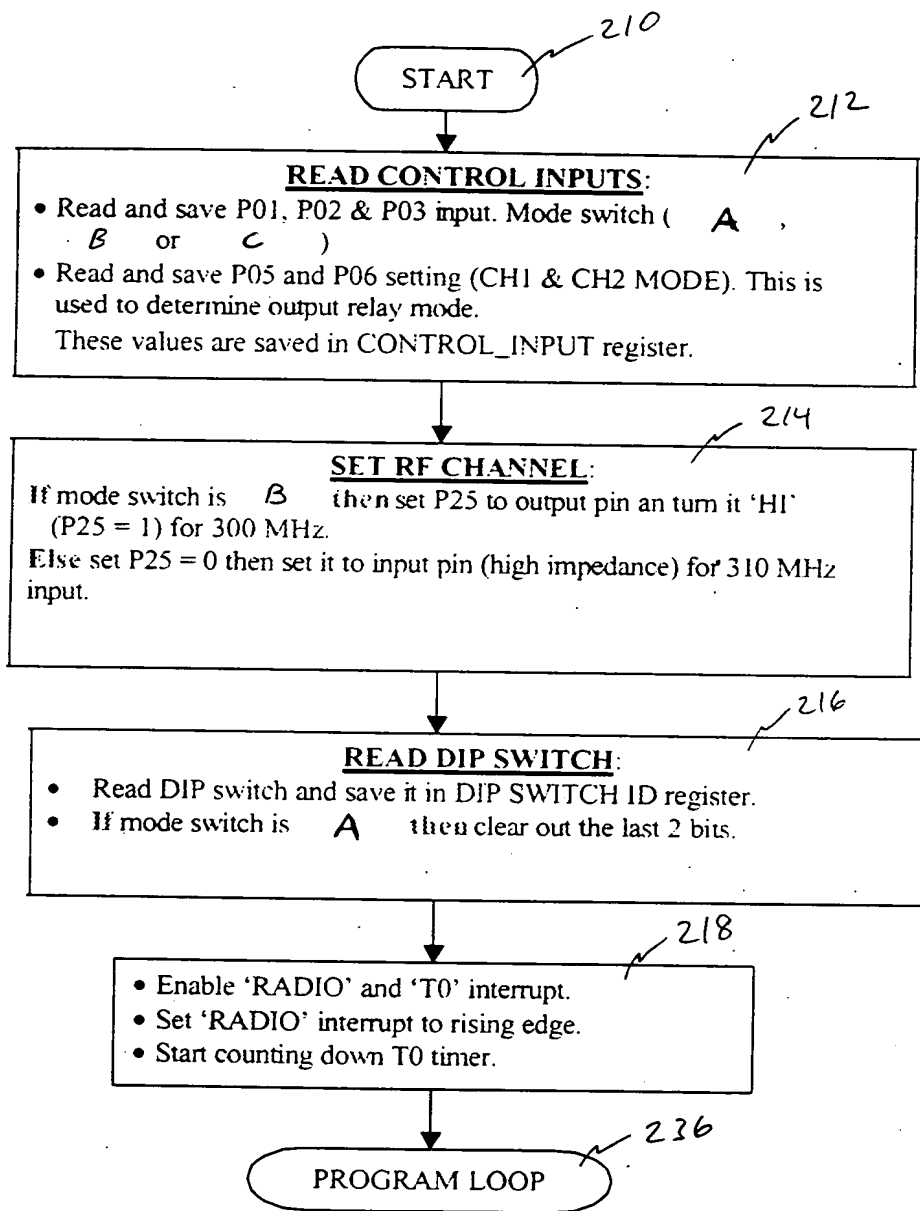 210
START
212
READ CONTROL INPUTS:
• Read and save P01, P02 & P03 input. Mode switch ( A ,
B or C )
• Read and save P05 and P06 setting (CH1 & CH2 MODE). This is
used to determine output relay mode.
These values are saved in CONTROL_INPUT register.
214
SET RF CHANNEL:
If mode switch is B then set P25 to output pin an turn it ‘HI’
(P25 = 1) for 300 MHz.
Else set P25 = 0 then set it to input pin (high impedance) for 310 MHz
input.
216
READ DIP SWITCH:
• Read DIP switch and save it in DIP SWITCH ID register.
• If mode switch is A then clear out the last 2 bits.
218
• Enable ‘RADIO’ and ‘T0’ interrupt.
• Set ‘RADIO’ interrupt to rising edge.
• Start counting down T0 timer.
236
PROGRAM LOOP